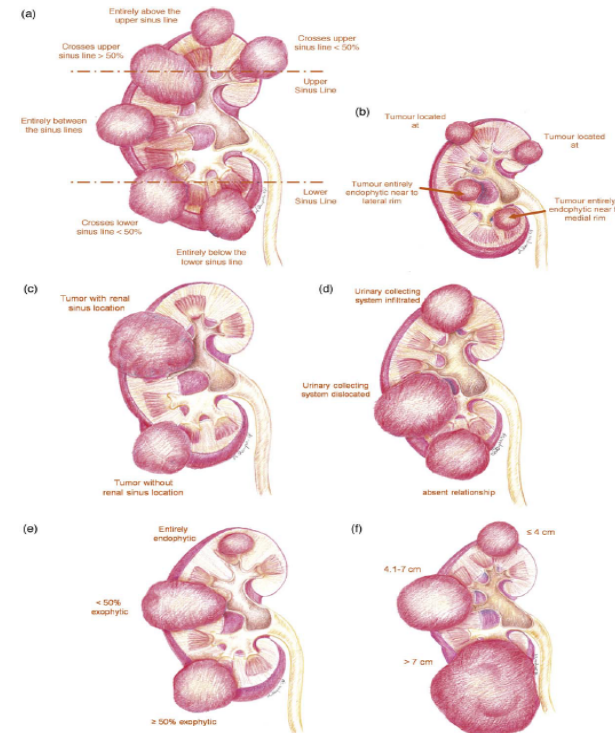 (a)
Entirely above the
upper sinus line
Crosses upper
sinus line > 50%
Crosses upper
sinus line < 50%
Upper
Sinus Line
Entirely between
the sinus lines
Lower
Sinus Line
Crosses lower
sinus line < 50%
Entirely below the
lower sinus line
(b)
Tumour located
at
Tumour located
at
Tumour entirely
endophytic near to
lateral rim
Tumour entirely
endophytic near
medial rim
(c)
Tumor with renal
sinus location
Tumor without
renal sinus location
(d)
Urinary collecting
system infiltrated
Urinary collecting
system dislocated
absent relationship
(e)
Entirely
endophytic
< 50%
exophytic
≥ 50% exophytic
(f)
≤ 4 cm
4.1-7 cm
> 7 cm